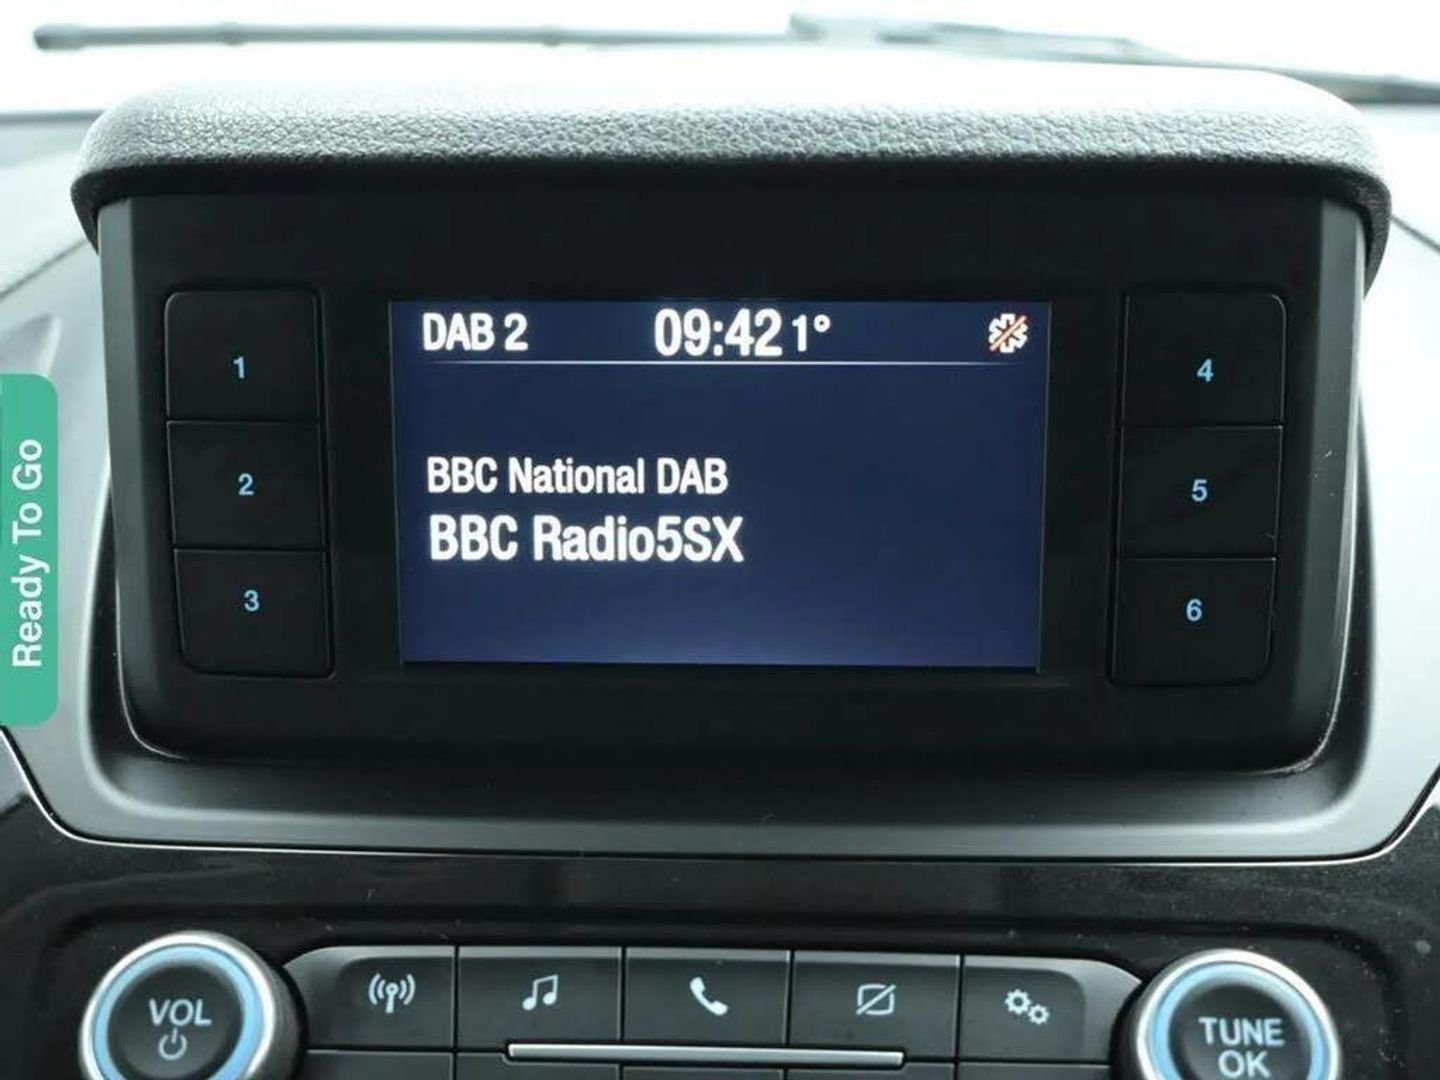 DAB 2 09:42 1°
BBC National DAB
BBC Radio5SX
1
2
3
4
5
6
Ready To Go
VOL
TUNE
OK